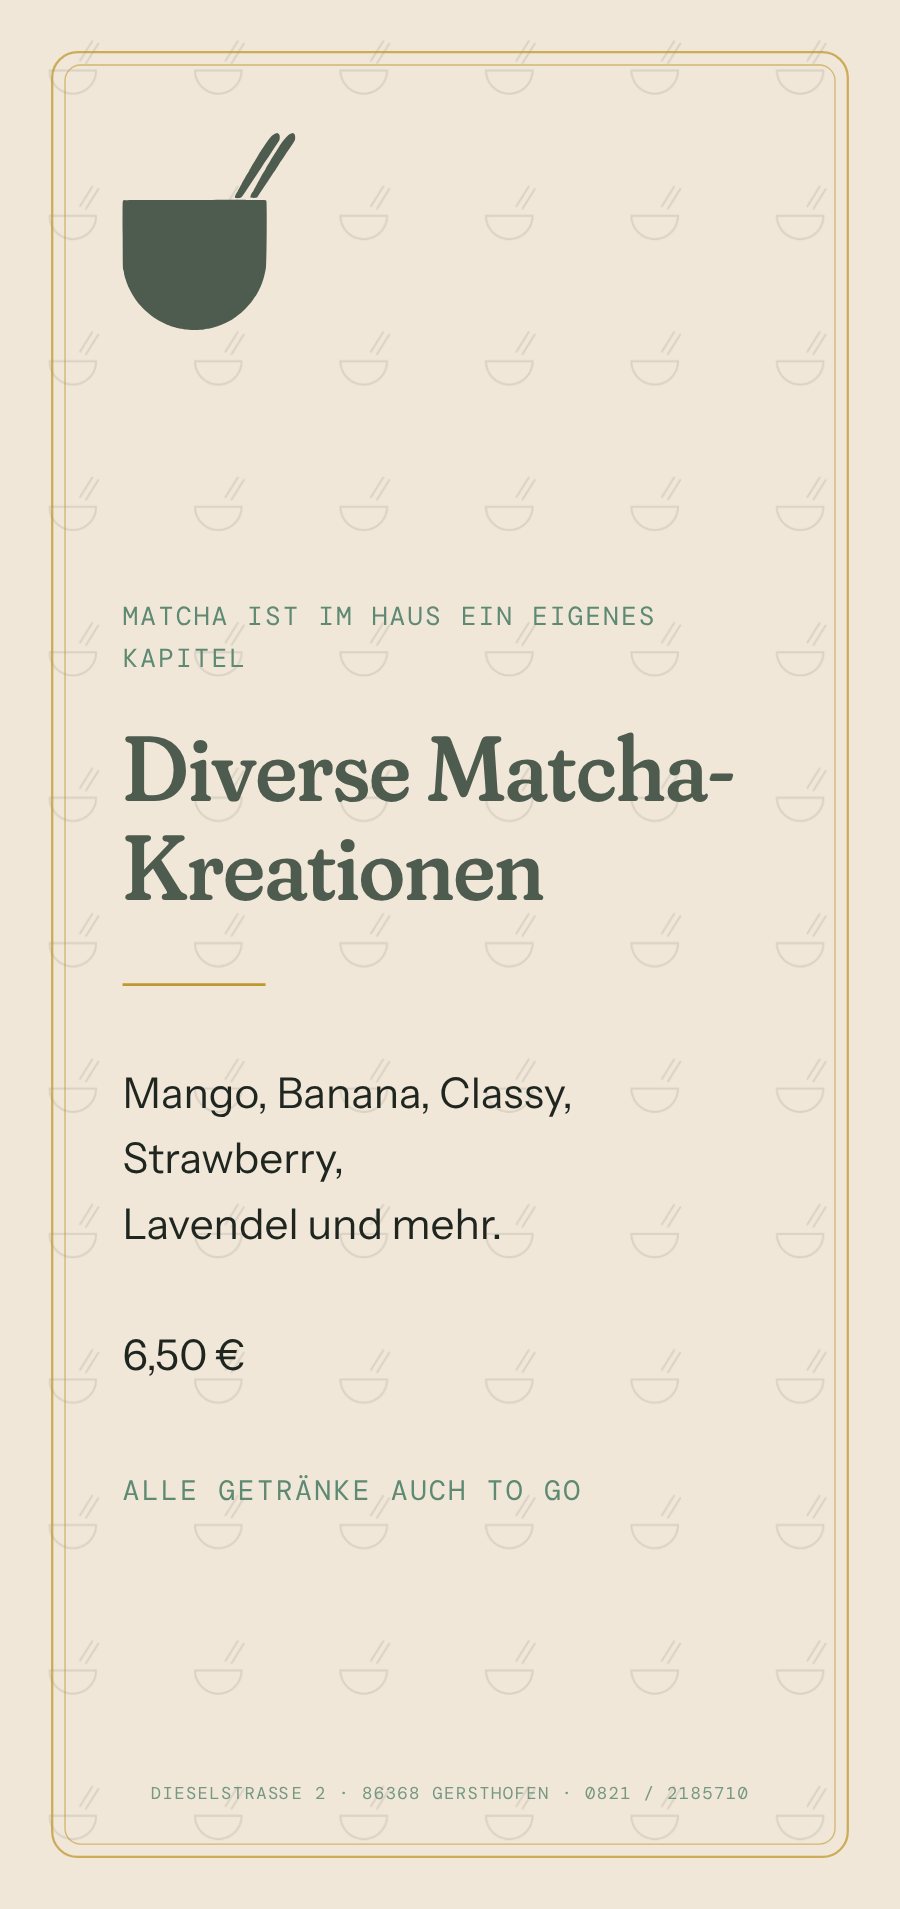 MATCHA IST IM HAUS EIN EIGENES
KAPITEL
Diverse Matcha-
Kreationen
Mango, Banana, Classy,
Strawberry,
Lavendel und mehr.
6,50 €
ALLE GETRÄNKE AUCH TO GO
DIESELSTRASSE 2 · 86368 GERSTHOFEN · 0821 / 2185710